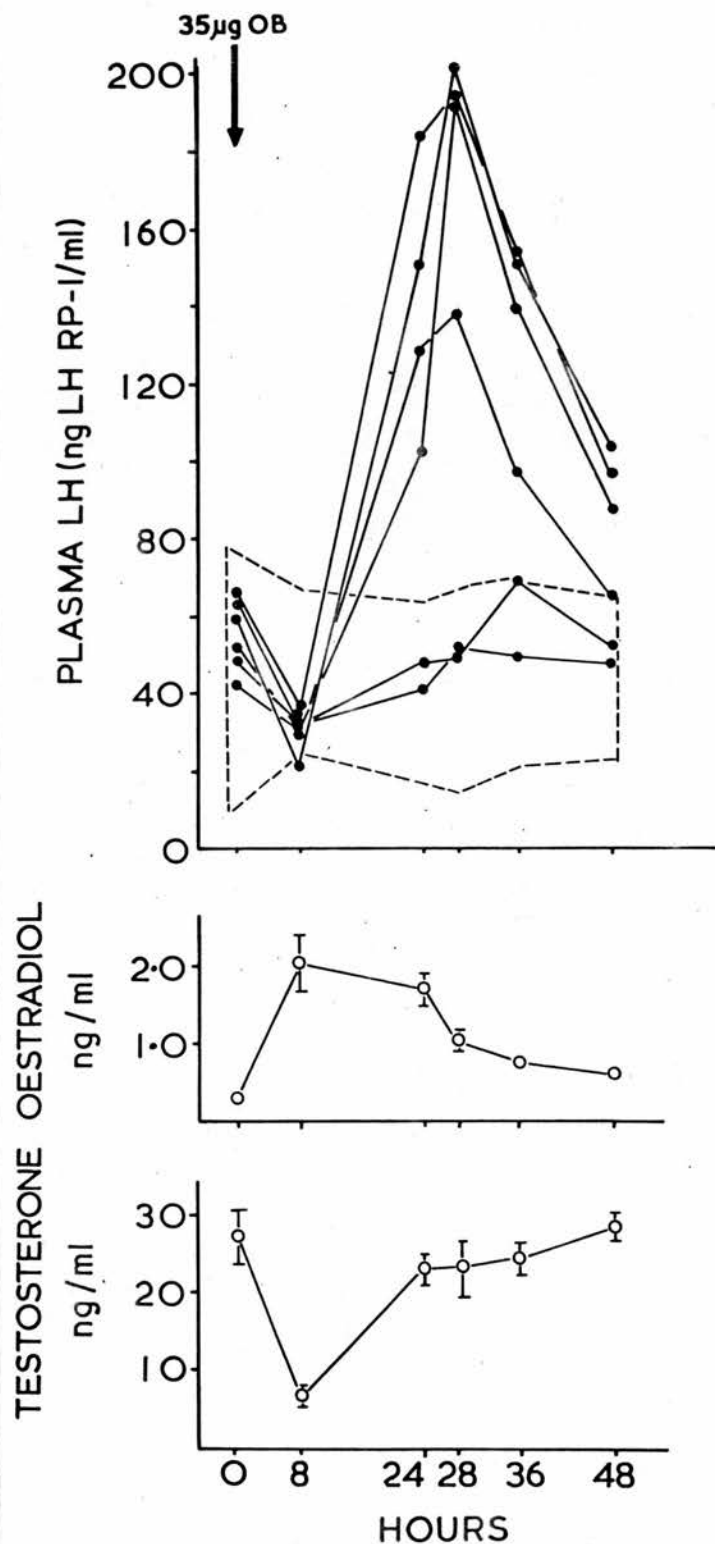 35µg OB
PLASMA LH (ng LH RP-1/ml)
200
160
120
80
40
0
OESTRADIOL
ng/ml
2·0
1·0
TESTOSTERONE
ng/ml
30
20
10
0 8 24 28 36 48
HOURS